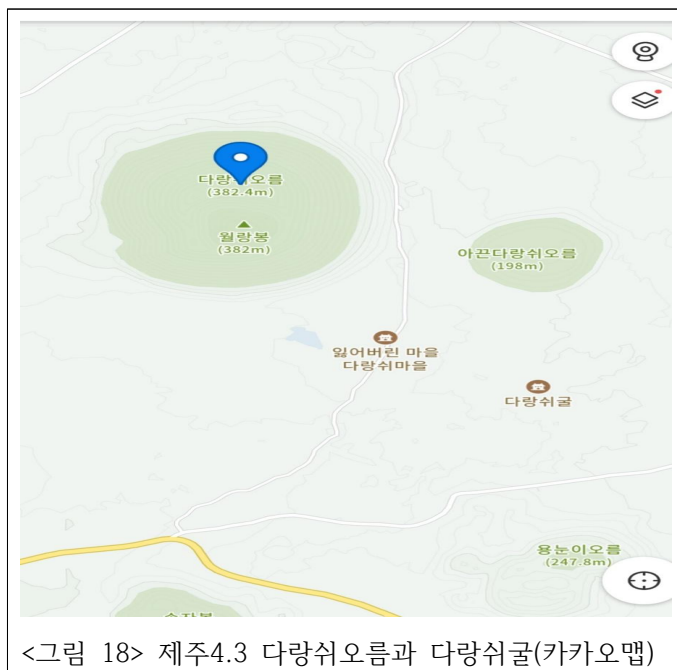 다랑쉬오름
(382.4m)
월랑봉
(382m)
아끈다랑쉬오름
(198m)
잃어버린 마을
다랑쉬마을
다랑쉬굴
용눈이오름
(247.8m)
<그림 18> 제주4.3 다랑쉬오름과 다랑쉬굴(카카오맵)